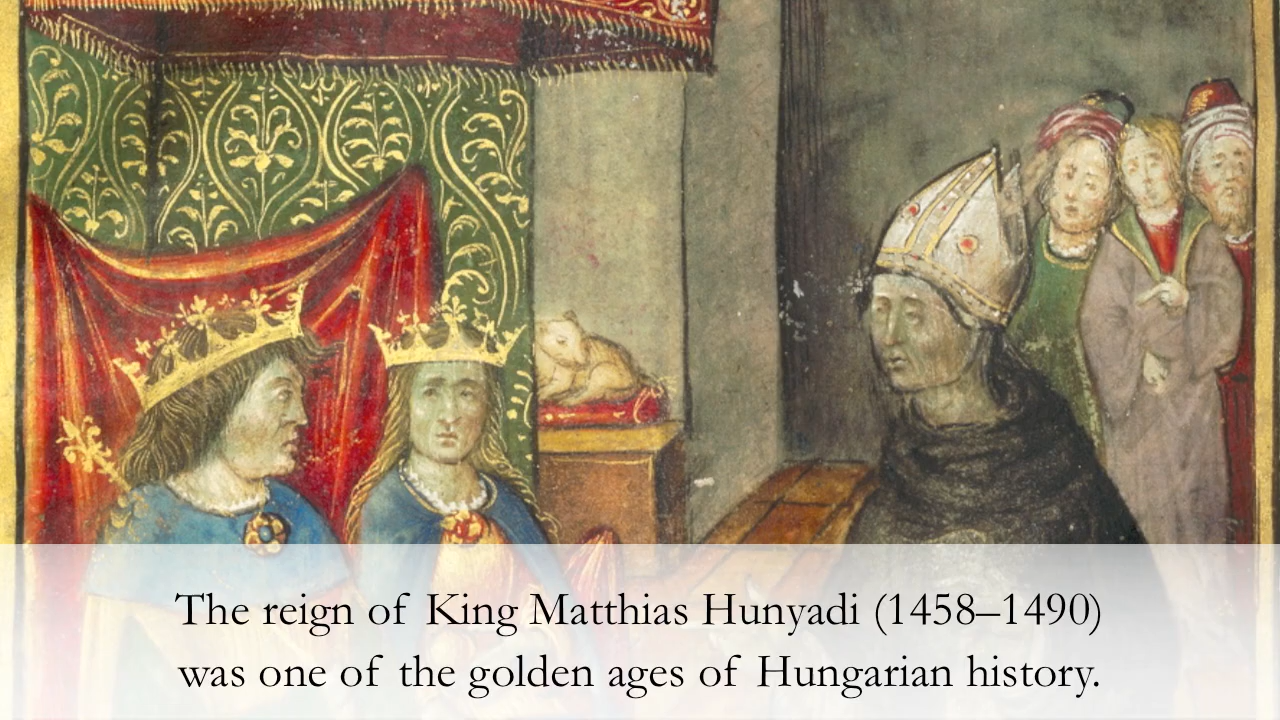 The reign of King Matthias Hunyadi (1458–1490)
was one of the golden ages of Hungarian history.